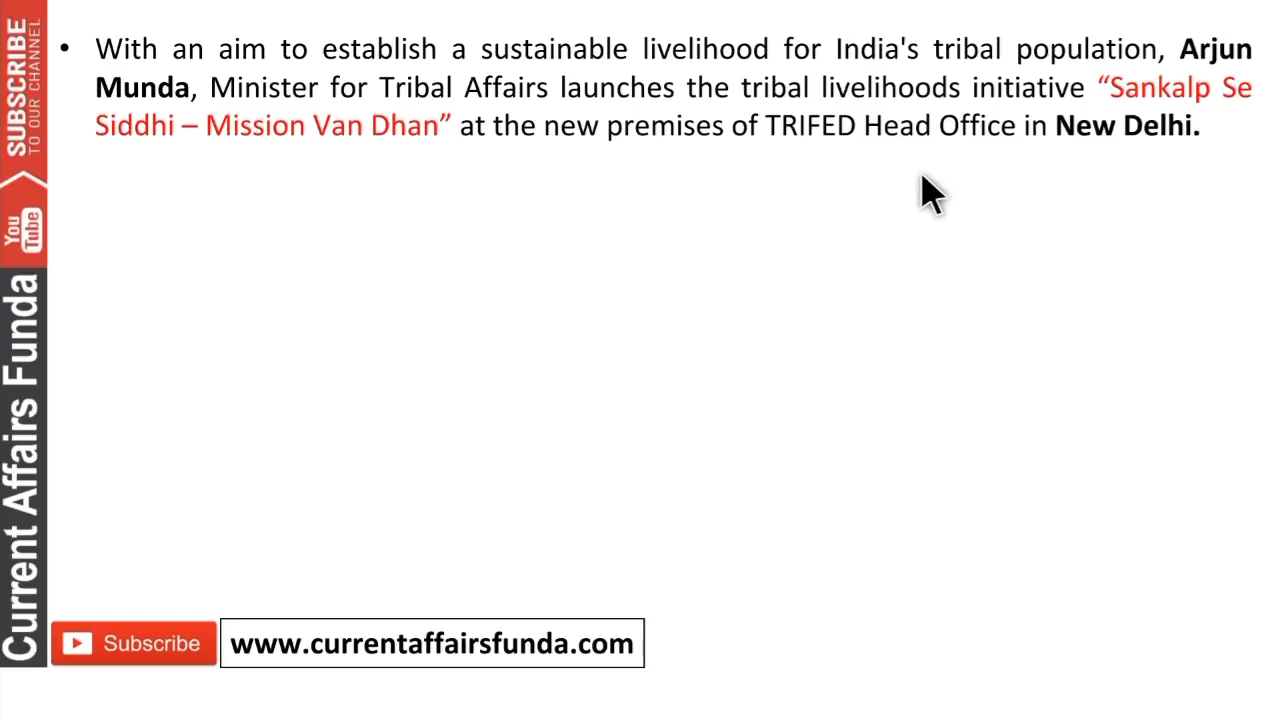 • With an aim to establish a sustainable livelihood for India's tribal population, Arjun
Munda, Minister for Tribal Affairs launches the tribal livelihoods initiative “Sankalp Se
Siddhi – Mission Van Dhan” at the new premises of TRIFED Head Office in New Delhi.
SUBSCRIBE
TO OUR CHANNEL
You
Tube
Current Affairs Funda
Subscribe
www.currentaffairsfunda.com